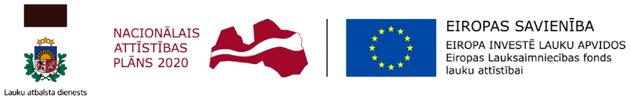 Lauku atbalsta dienests
NACIONĀLAIS
ATTĪSTĪBAS
PLĀNS 2020
EIROPAS SAVIENĪBA
EIROPA INVESTĒ LAUKU APVIDOS
Eiropas Lauksaimniecības fonds
lauku attīstībai